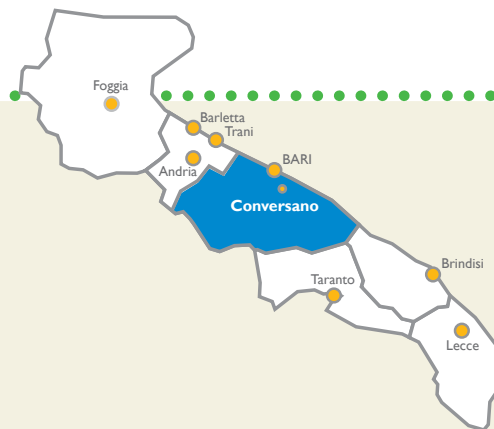 Foggia
Barletta
Trani
Andria
BARI
Conversano
Brindisi
Taranto
Lecce